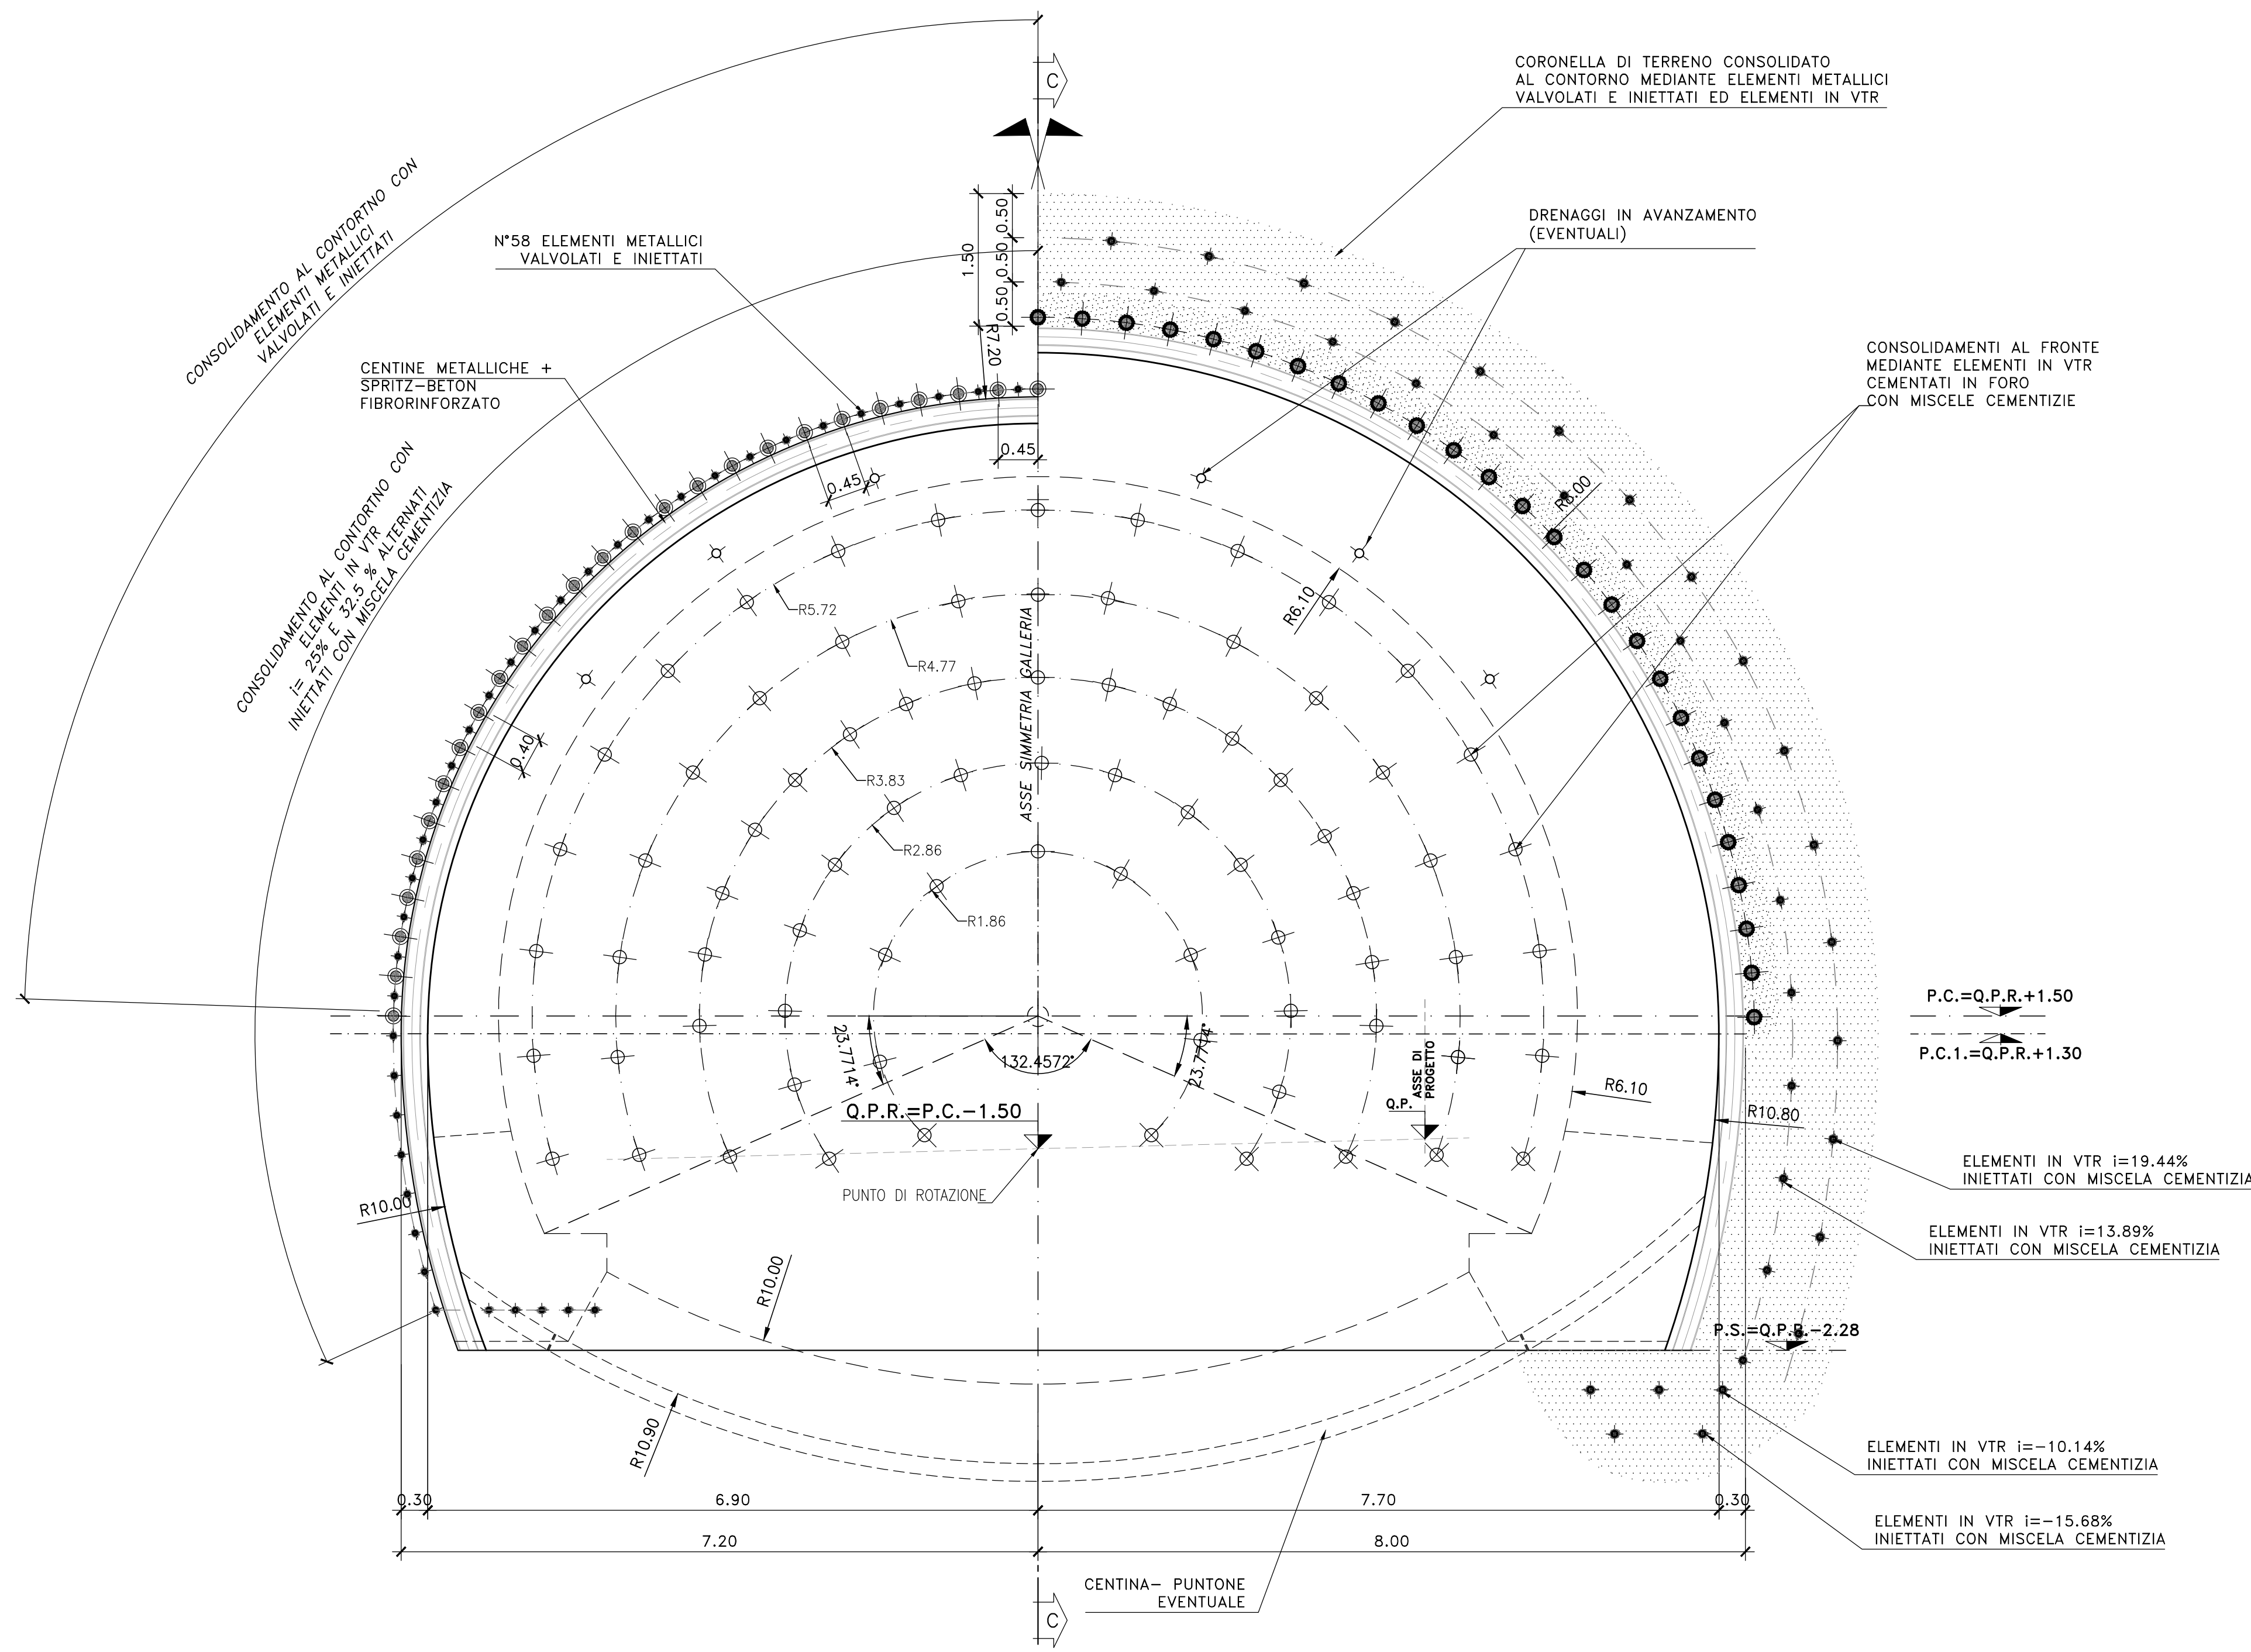 C
CORONELLA DI TERRENO CONSOLIDATO
AL CONTORNO MEDIANTE ELEMENTI METALLICI
VALVOLATI E INIETTATI ED ELEMENTI IN VTR
DRENAGGI IN AVANZAMENTO
(EVENTUALI)
CONSOLIDAMENTO AL CONTORTNO CON
ELEMENTI METALLICI
VALVOLATI E INIETTATI
N°58 ELEMENTI METALLICI
VALVOLATI E INIETTATI
1.50
0.50
0.50
0.50
R7.20
CENTINE METALLICHE +
SPRITZ-BETON
FIBRORINFORZATO
CONSOLIDAMENTI AL FRONTE
MEDIANTE ELEMENTI IN VTR
CEMENTATI IN FORO
CON MISCELE CEMENTIZIE
CONSOLIDAMENTO AL CONTORTNO CON
ELEMENTI IN VTR
i= 25% E 32.5 % ALTERNATI
INIETTATI CON MISCELA CEMENTIZIA
0.45
0.45
R8.00
R5.72
R6.10
R4.77
ASSE SIMMETRIA GALLERIA
0.40
R3.83
R2.86
R1.86
P.C.=Q.P.R.+1.50
P.C.1.=Q.P.R.+1.30
23.7714°
132.4572°
23.7714°
ASSE DI
PROGETTO
Q.P.
Q.P.R.=P.C.-1.50
R6.10
R10.80
PUNTO DI ROTAZIONE
R10.00
ELEMENTI IN VTR i=19.44%
INIETTATI CON MISCELA CEMENTIZIA
ELEMENTI IN VTR i=13.89%
INIETTATI CON MISCELA CEMENTIZIA
R10.00
P.S.=Q.P.R.-2.28
R10.90
ELEMENTI IN VTR i=-10.14%
INIETTATI CON MISCELA CEMENTIZIA
0.30
6.90
7.70
0.30
ELEMENTI IN VTR i=-15.68%
INIETTATI CON MISCELA CEMENTIZIA
7.20
8.00
CENTINA- PUNTONE
EVENTUALE
C